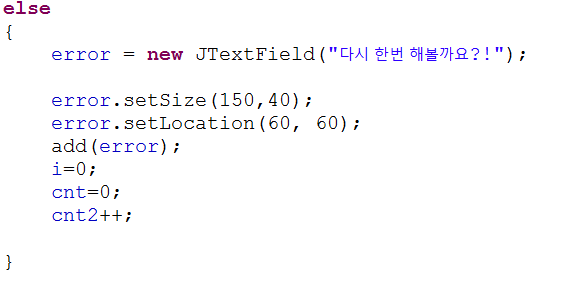 else
{
    error = new JTextField("다시 한번 해볼까요?!");

    error.setSize(150,40);
    error.setLocation(60, 60);
    add(error);
    i=0;
    cnt=0;
    cnt2++;

}